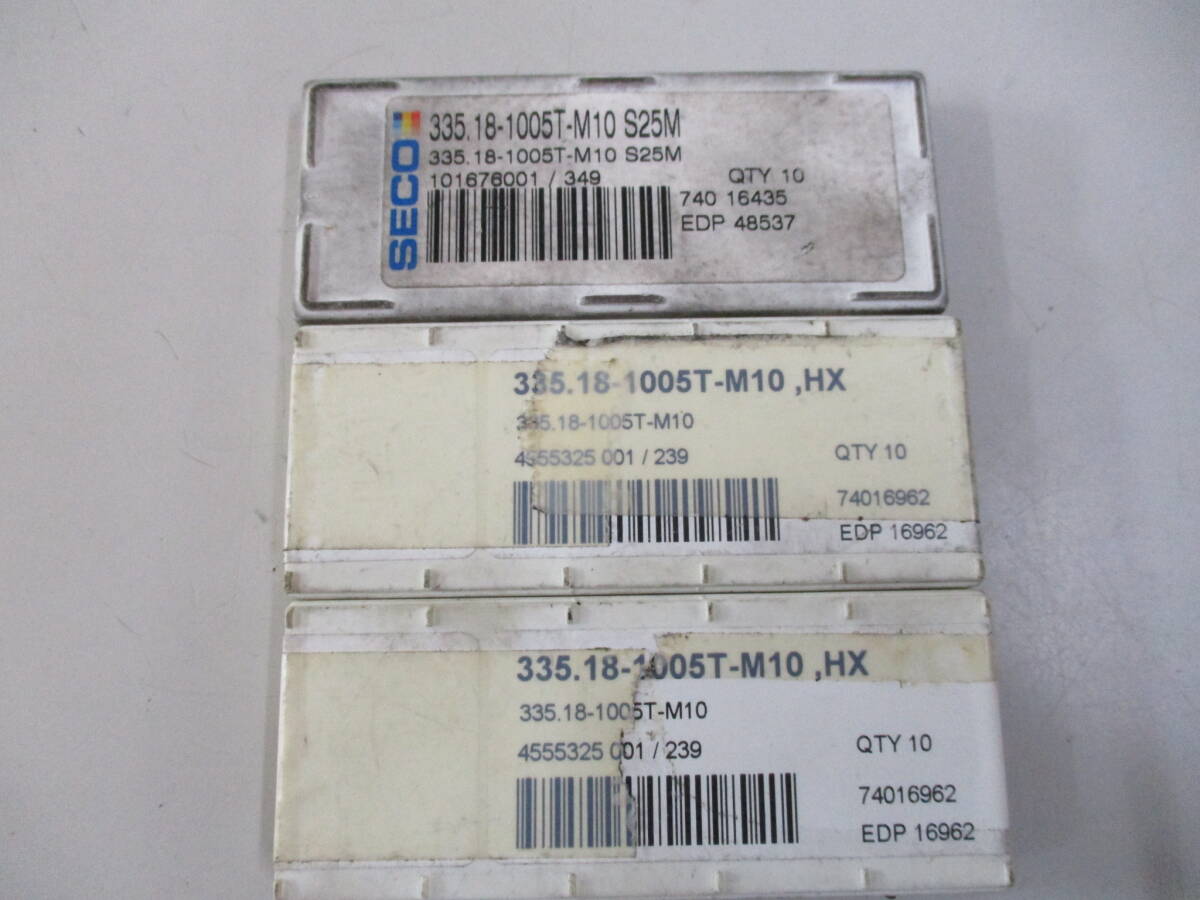 SECO
335.18-1005T-M10 S25M
335.18-1005T-M10 S25M
101676001 / 349
QTY 10
740 16435
EDP 48537
335.18-1005T-M10 ,HX
335.18-1005T-M10
4555325 001 / 239
QTY 10
74016962
EDP 16962
335.18-1005T-M10 ,HX
335.18-1005T-M10
4555325 001 / 239
QTY 10
74016962
EDP 16962